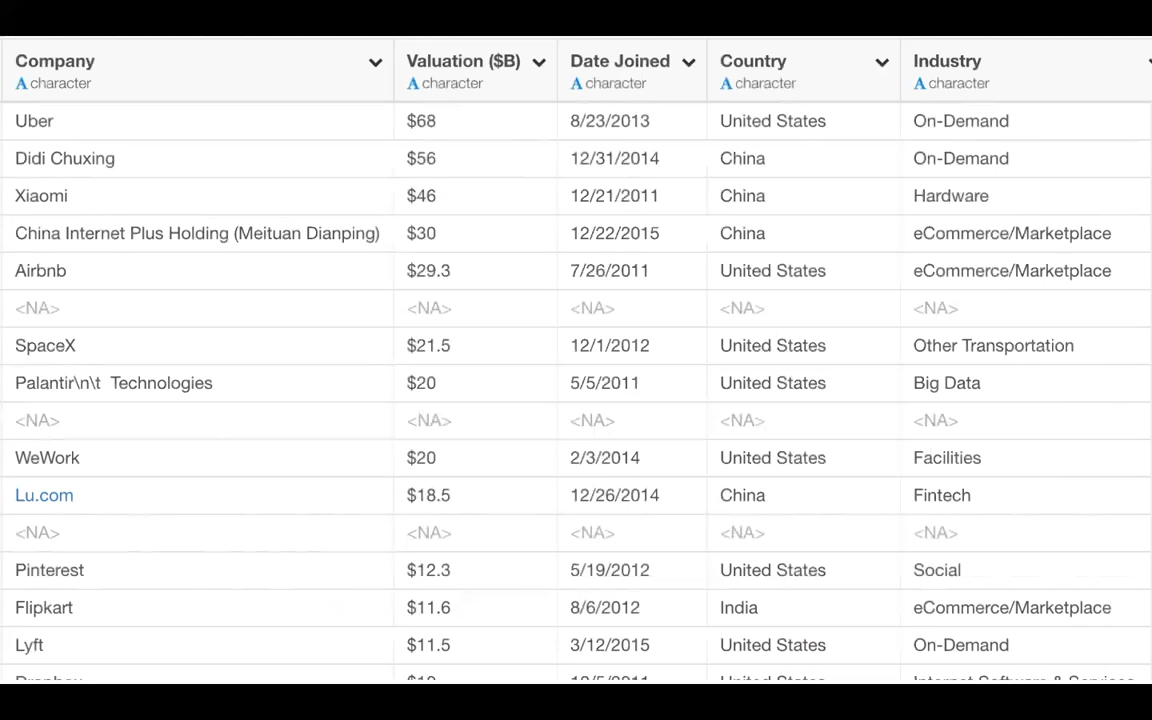 Company Valuation ($B) Date Joined Country Industry
A character A character A character A character A character
Uber $68 8/23/2013 United States On-Demand
Didi Chuxing $56 12/31/2014 China On-Demand
Xiaomi $46 12/21/2011 China Hardware
China Internet Plus Holding (Meituan Dianping) $30 12/22/2015 China eCommerce/Marketplace
Airbnb $29.3 7/26/2011 United States eCommerce/Marketplace
<NA> <NA> <NA> <NA> <NA>
SpaceX $21.5 12/1/2012 United States Other Transportation
Palantir\n\t Technologies $20 5/5/2011 United States Big Data
<NA> <NA> <NA> <NA> <NA>
WeWork $20 2/3/2014 United States Facilities
Lu.com $18.5 12/26/2014 China Fintech
<NA> <NA> <NA> <NA> <NA>
Pinterest $12.3 5/19/2012 United States Social
Flipkart $11.6 8/6/2012 India eCommerce/Marketplace
Lyft $11.5 3/12/2015 United States On-Demand